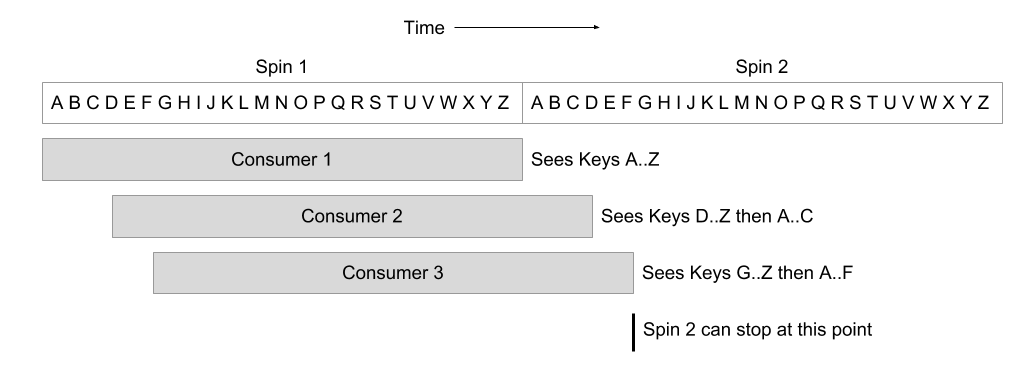 Time
Spin 1 Spin 2
A B C D E F G H I J K L M N O P Q R S T U V W X Y Z A B C D E F G H I J K L M N O P Q R S T U V W X Y Z
Consumer 1 Sees Keys A..Z
Consumer 2 Sees Keys D..Z then A..C
Consumer 3 Sees Keys G..Z then A..F
Spin 2 can stop at this point